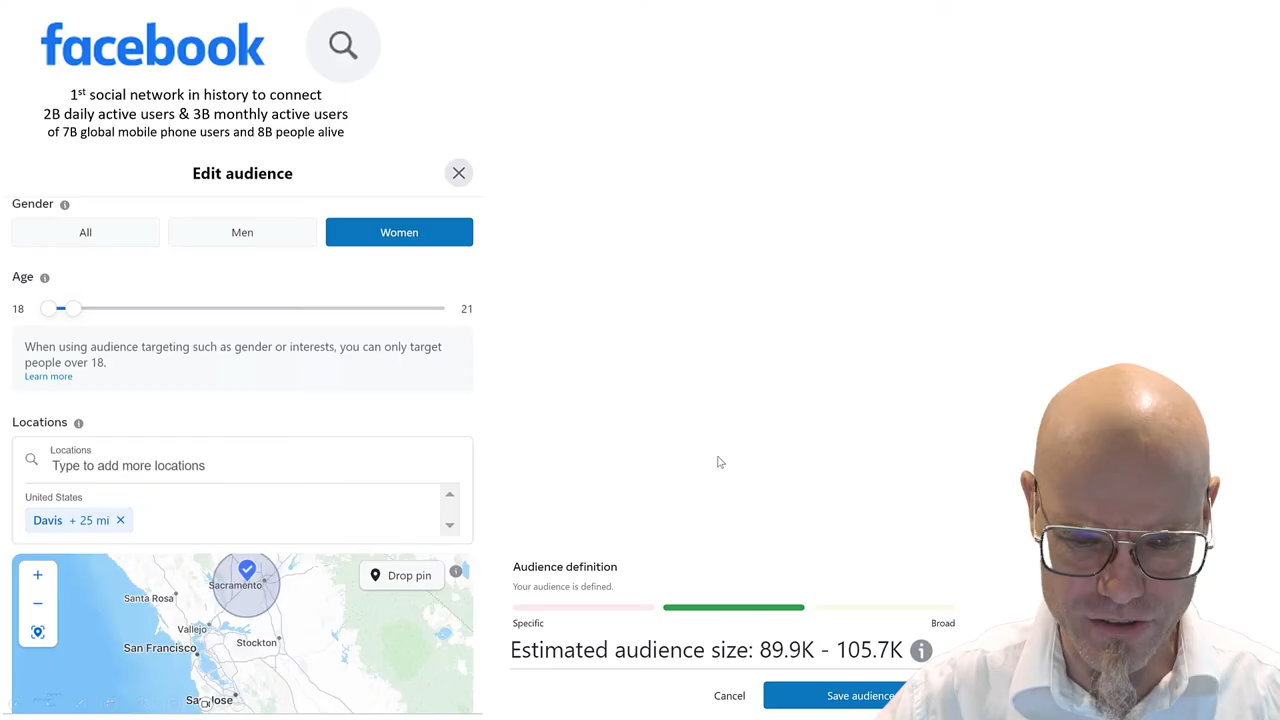 facebook
1st social network in history to connect
2B daily active users & 3B monthly active users
of 7B global mobile phone users and 8B people alive
Edit audience
Gender
All
Men
Women
Age
18
21
When using audience targeting such as gender or interests, you can only target
people over 18.
Learn more
Locations
Locations
Type to add more locations
United States
Davis + 25 mi
Drop pin
Sacramento
Santa Rosa
Vallejo
Stockton
San Francisco
San Jose
Audience definition
Your audience is defined.
Specific
Broad
Estimated audience size: 89.9K - 105.7K
Cancel
Save audience